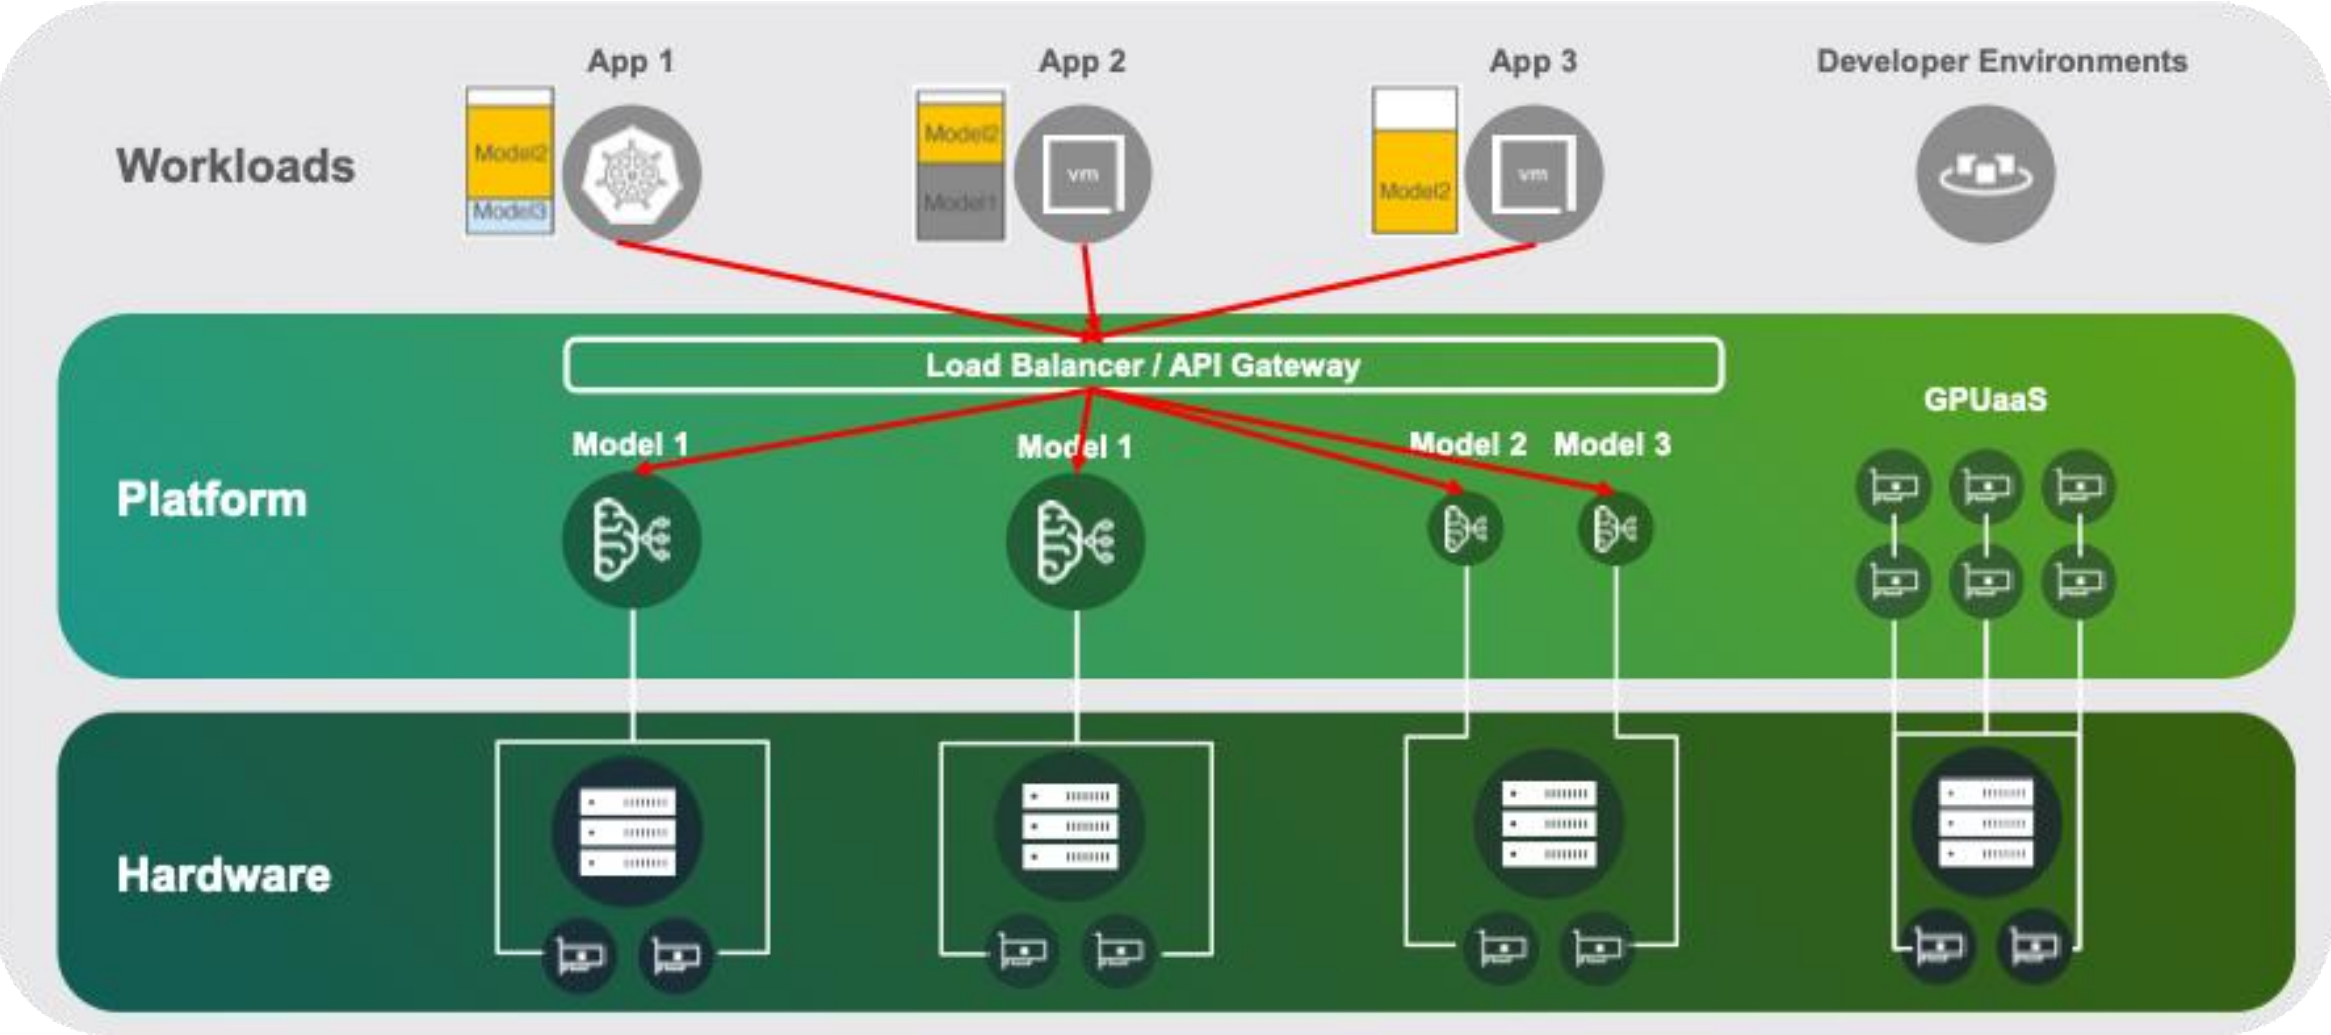 App 1
App 2
App 3
Developer Environments
Workloads
Model2
Model3
Model2
Model1
vm
Model2
vm
Load Balancer / API Gateway
GPUaaS
Model 1
Model 1
Model 2
Model 3
Platform
Hardware